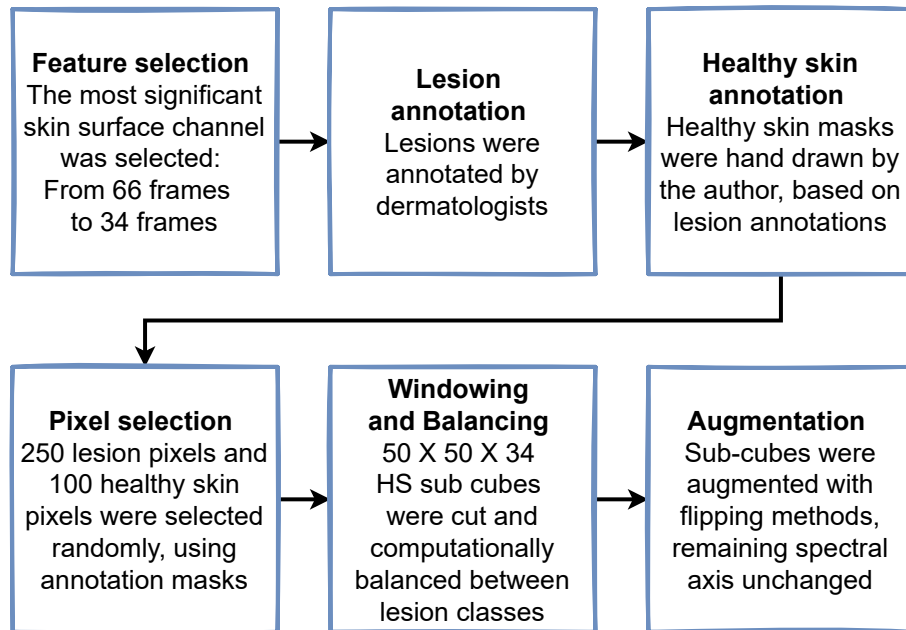 Feature selection
The most significant
skin surface channel
was selected:
From 66 frames
to 34 frames
Lesion
annotation
Lesions were
annotated by
dermatologists
Healthy skin
annotation
Healthy skin masks
were hand drawn by
the author, based on
lesion annotations
Pixel selection
250 lesion pixels and
100 healthy skin
pixels were selected
randomly, using
annotation masks
Windowing
and Balancing
50 X 50 X 34
HS sub cubes
were cut and
computationally
balanced between
lesion classes
Augmentation
Sub-cubes were
augmented with
flipping methods,
remaining spectral
axis unchanged